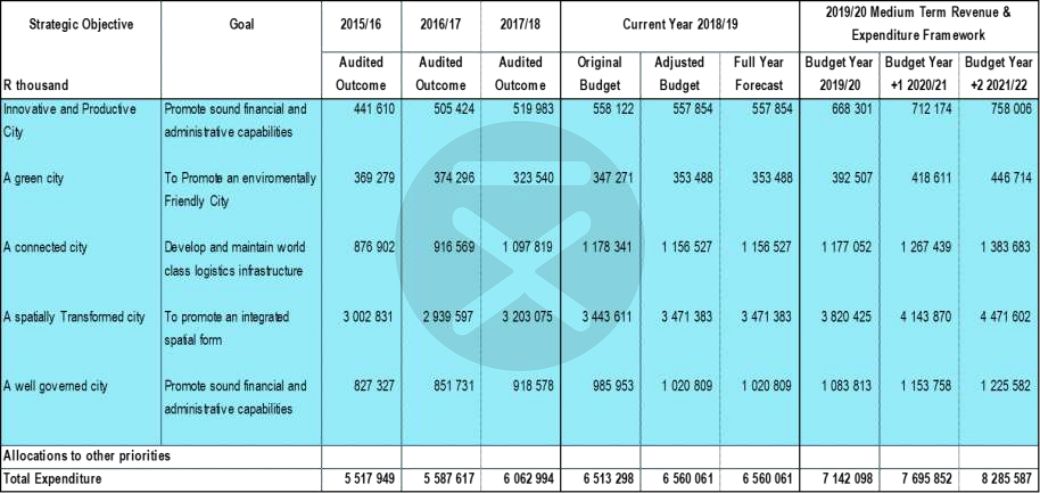 Strategic Objective Goal 2015/16 2016/17 2017/18 Current Year 2018/19 2019/20 Medium Term Revenue &
Expenditure Framework
Audited Audited Audited Original Adjusted Full Year Budget Year Budget Year Budget Year
R thousand Outcome Outcome Outcome Budget Budget Forecast 2019/20 +1 2020/21 +2 2021/22
Innovative and Productive Promote sound financial and 441 610 505 424 519 983 558 122 557 854 557 854 668 301 712 174 758 006
City administrative capabilities
A green city To Promote an enviromentally 369 279 374 296 323 540 347 271 353 488 353 488 392 507 418 611 446 714
Friendly City
A connected city Develop and maintain world 876 902 916 569 1 097 819 1 178 341 1 156 527 1 156 527 1 177 052 1 267 439 1 383 683
class logistics infrastructure
A spatially Transformed city To promote an integrated 3 002 831 2 939 597 3 203 075 3 443 611 3 471 383 3 471 383 3 820 425 4 143 870 4 471 602
spatial form
A well governed city Promote sound financial and 827 327 851 731 918 578 985 953 1 020 809 1 020 809 1 083 813 1 153 758 1 225 582
administrative capabilities
Allocations to other priorities
Total Expenditure 5 517 949 5 587 617 6 062 994 6 513 298 6 560 061 6 560 061 7 142 098 7 695 852 8 285 587